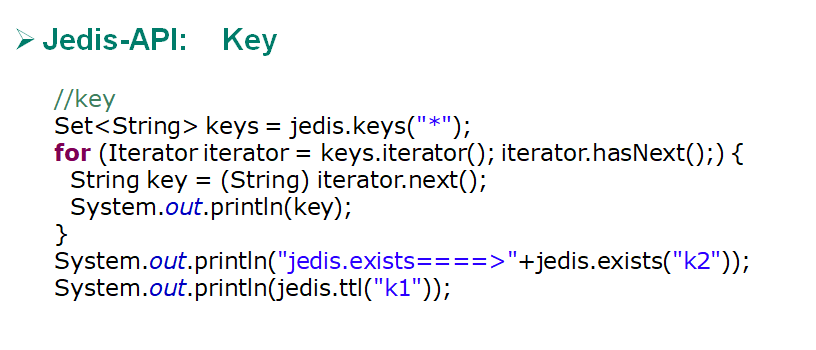 ➢ Jedis-API: Key
//key
Set<String> keys = jedis.keys("*");
for (Iterator iterator = keys.iterator(); iterator.hasNext();) {
  String key = (String) iterator.next();
  System.out.println(key);
}
System.out.println("jedis.exists====>"+jedis.exists("k2"));
System.out.println(jedis.ttl("k1"));